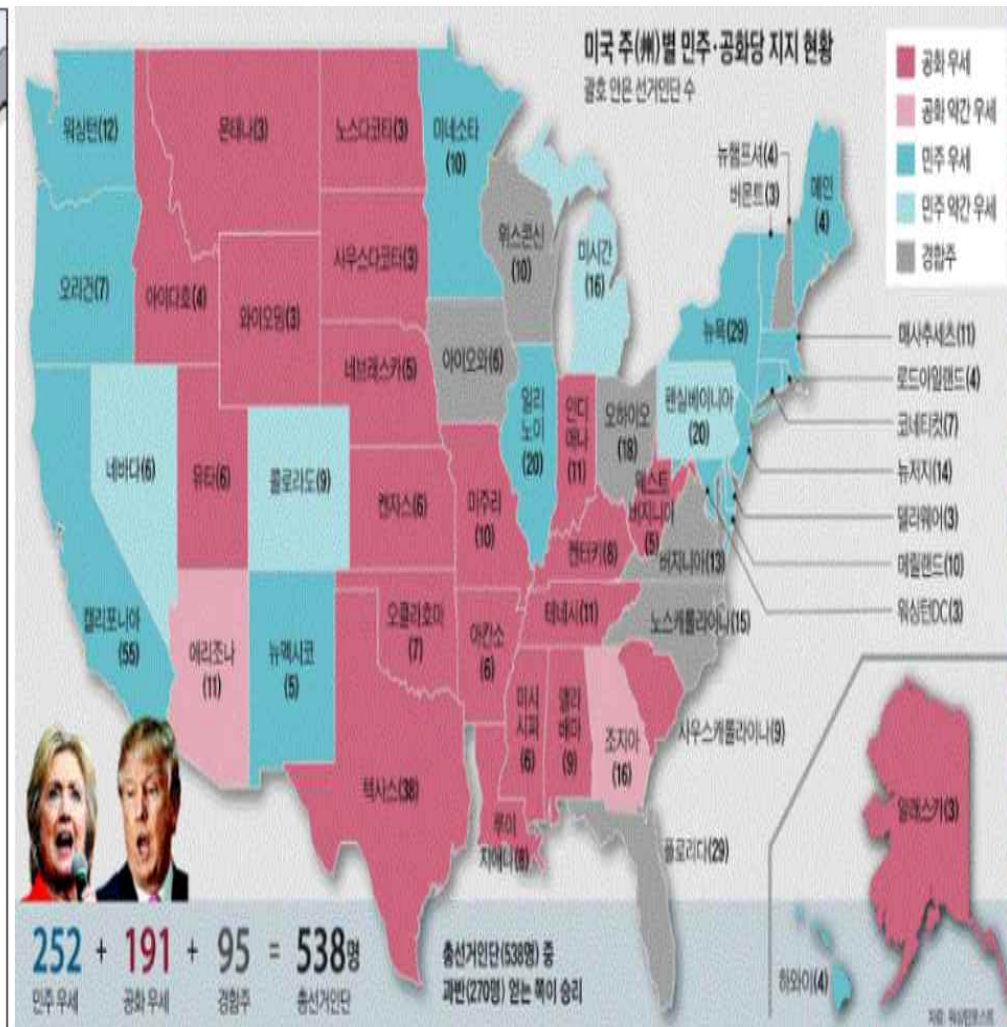 미국 주(州)별 민주·공화당 지지 현황
괄호 안은 선거인단 수
공화 우세
공화 약간 우세
민주 우세
민주 약간 우세
경합주
워싱턴(12)
몬태나(3)
노스다코타(3)
미네소타
(10)
뉴햄프셔(4)
버몬트(3)
메인
(4)
오리건(7)
아이다호(4)
와이오밍(3)
사우스다코타(3)
위스콘신
(10)
미시간
(16)
뉴욕(29)
매사추세츠(11)
로드아일랜드(4)
코네티컷(7)
뉴저지(14)
델라웨어(3)
메릴랜드(10)
워싱턴DC(3)
네브래스카(5)
아이오와(6)
일리
노이
(20)
인디
애나
(11)
오하이오
(18)
펜실베이니아
(20)
네바다(6)
유타(6)
콜로라도(9)
캔자스(6)
미주리
(10)
켄터키(8)
웨스트
버지니아
(5)
버지니아(13)
캘리포니아
(55)
애리조나
(11)
뉴멕시코
(5)
오클라호마
(7)
아칸소
(6)
테네시(11)
노스캐롤라이나(15)
미시
시피
(6)
앨라
배마
(9)
조지아
(16)
사우스캐롤라이나(9)
텍사스(38)
루이
지애나(8)
플로리다(29)
알래스카(3)
하와이(4)
252 + 191 + 95 = 538명
민주 우세 공화 우세 경합주 총선거인단
총선거인단(538명) 중
과반(270명) 얻는 쪽이 승리
자료: 워싱턴포스트